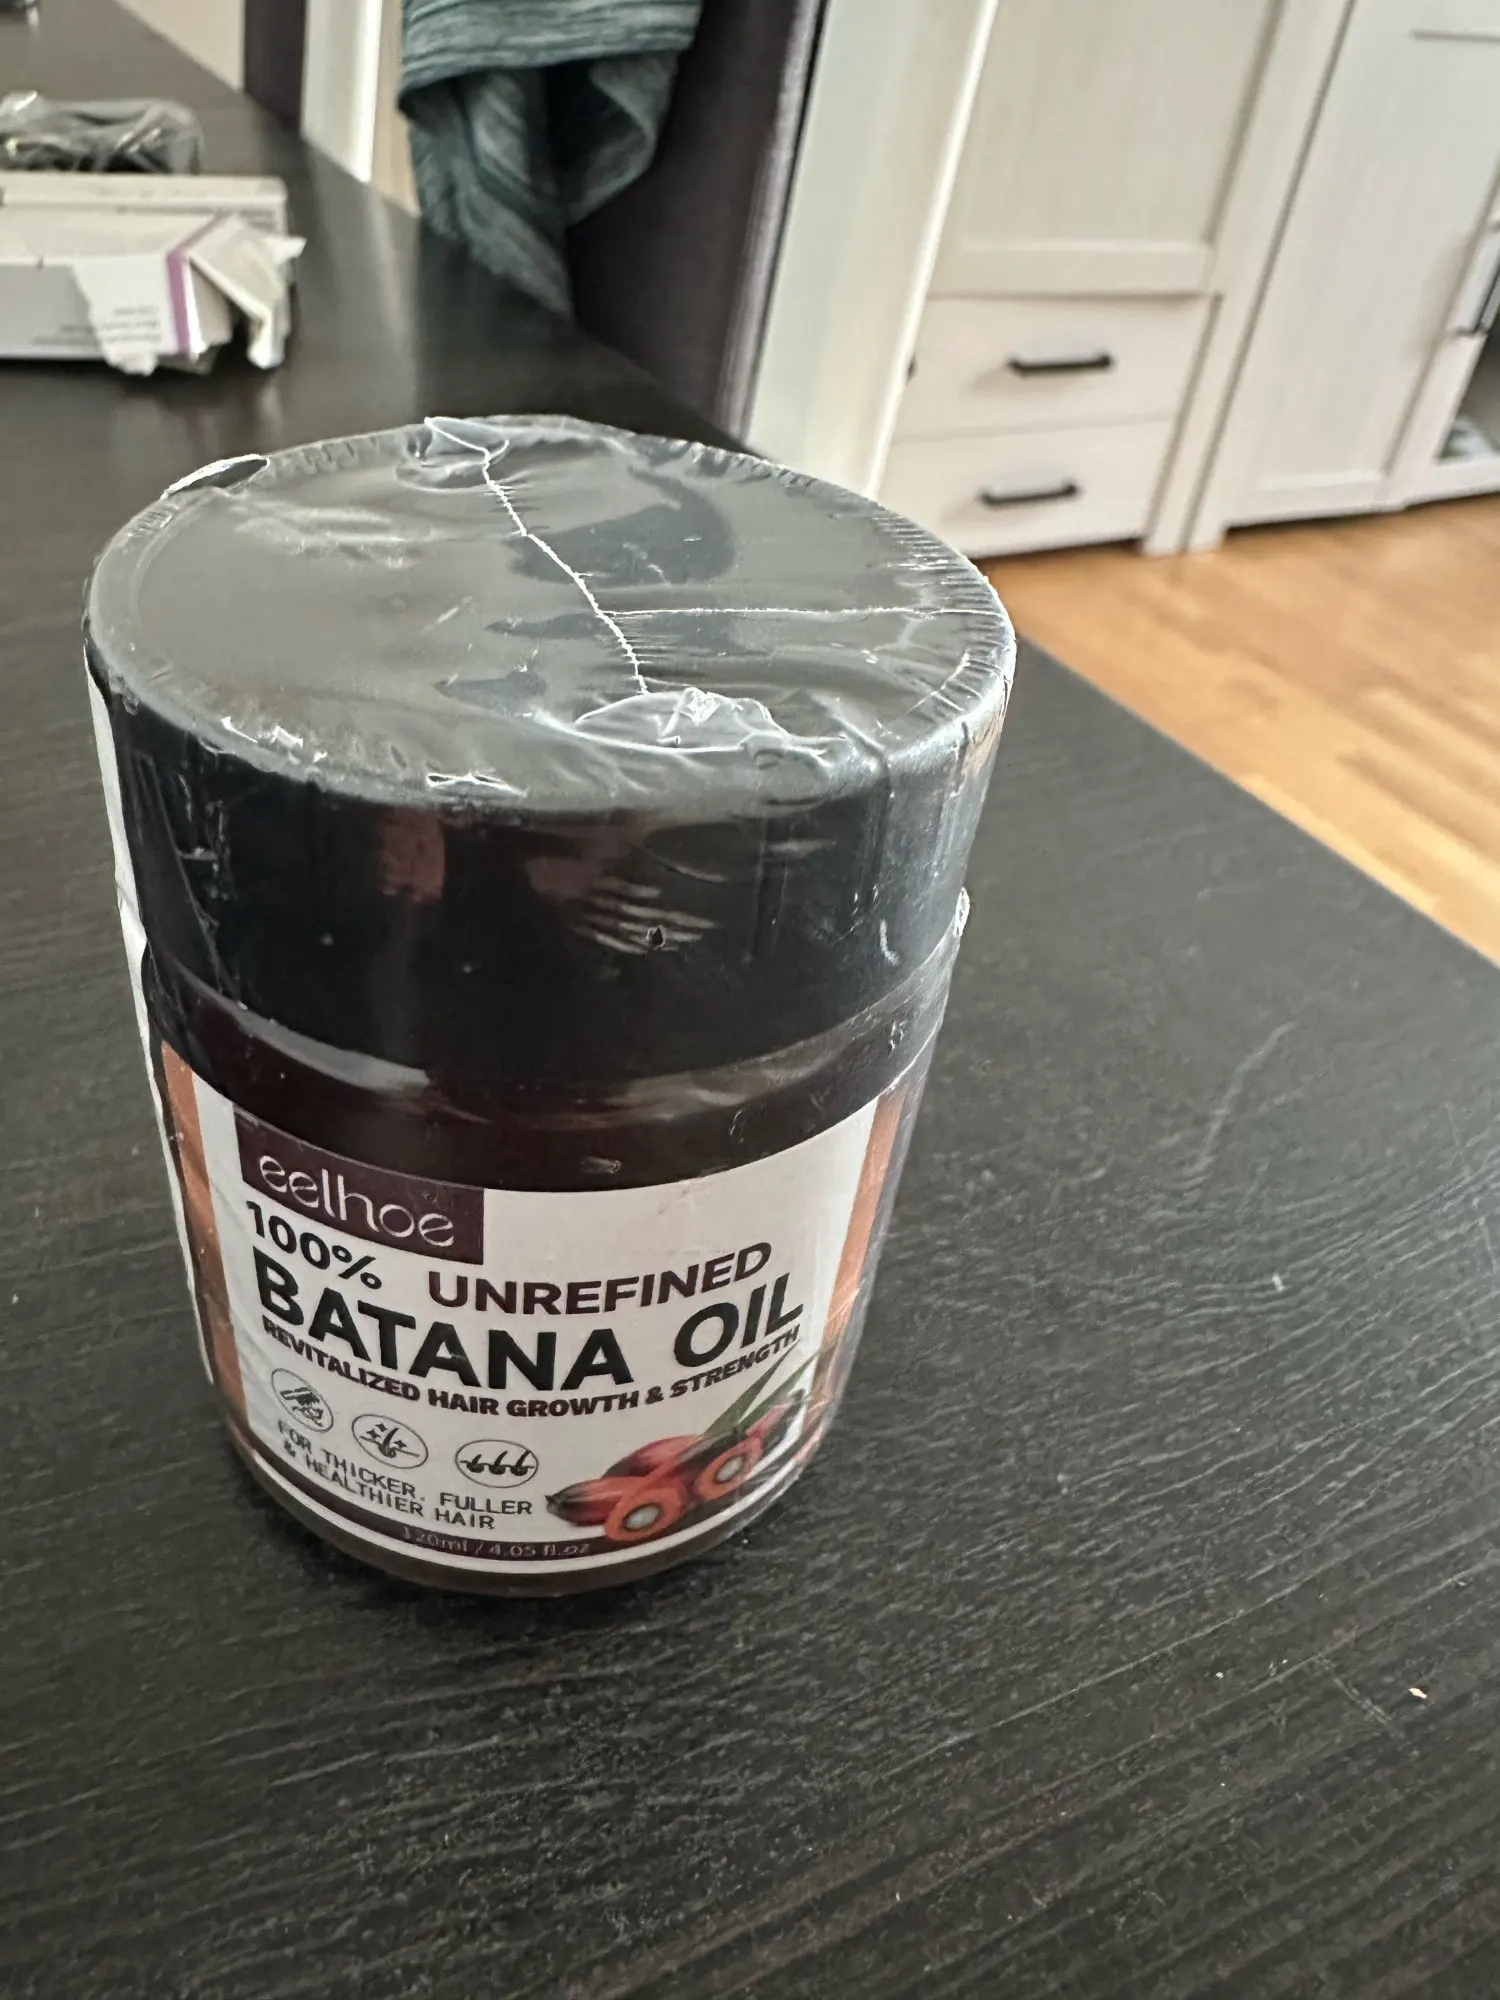 eelhoe
100% UNREFINED
BATANA OIL
REVITALIZED HAIR GROWTH & STRENGTH
FOR THICKER, FULLER
& HEALTHIER HAIR
120ml / 4.05 fl.oz